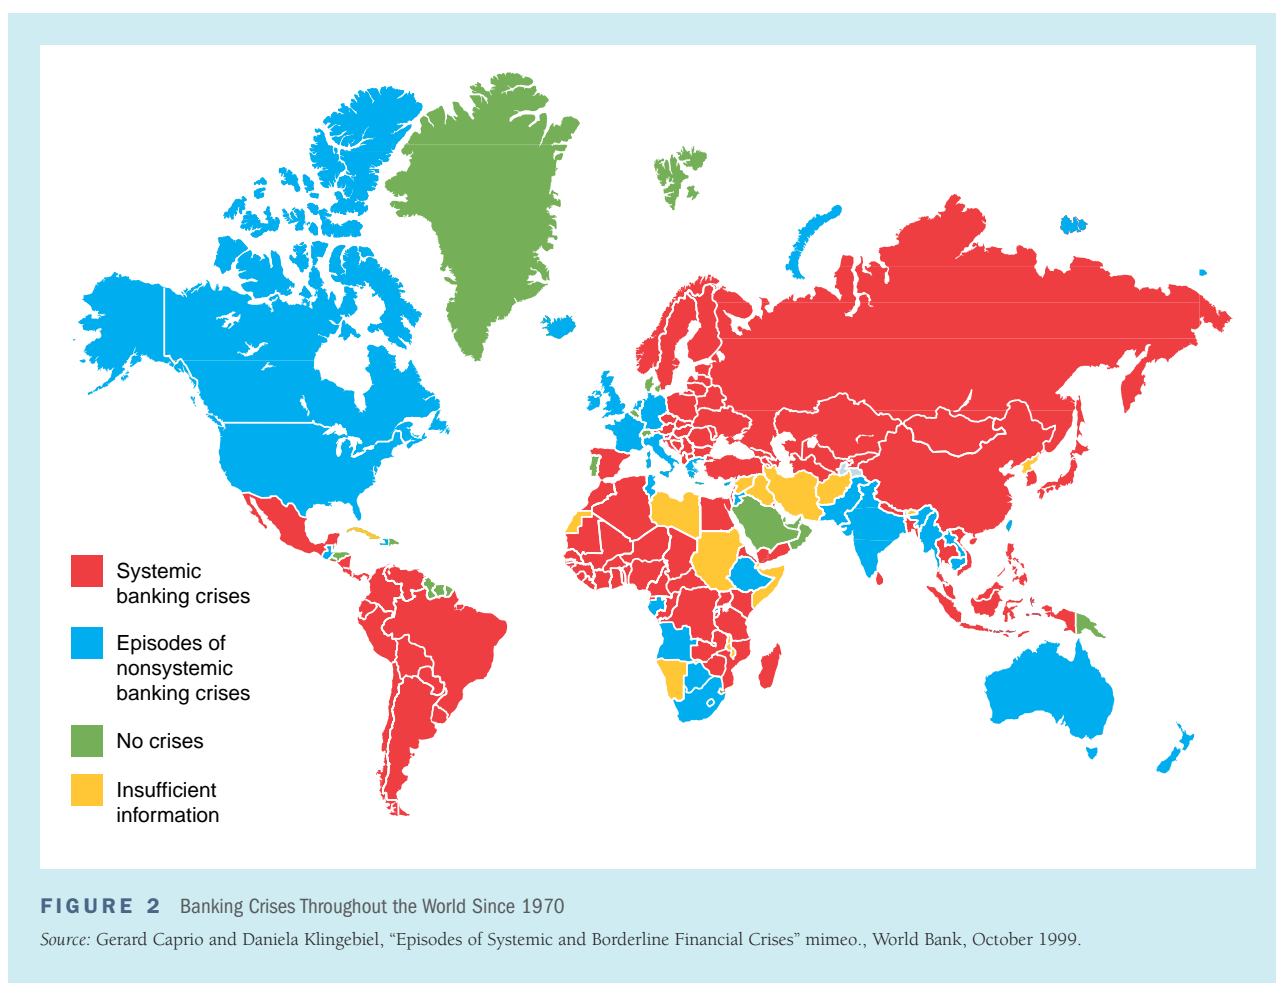 Systemic
banking crises
Episodes of
nonsystemic
banking crises
No crises
Insufficient
information
FIGURE 2 Banking Crises Throughout the World Since 1970
Source: Gerard Caprio and Daniela Klingebiel, “Episodes of Systemic and Borderline Financial Crises” mimeo., World Bank, October 1999.